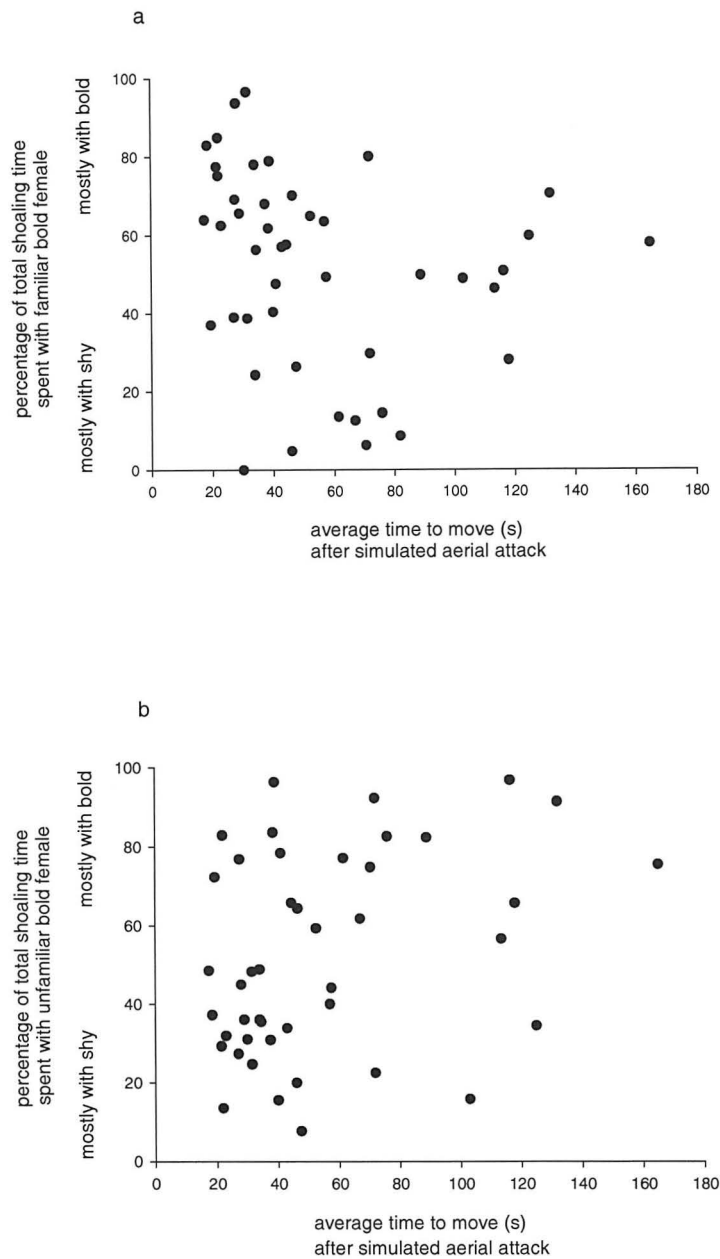 a
percentage of total shoaling time
spent with familiar bold female
mostly with shy
mostly with bold
100
80
60
40
20
0
0 20 40 60 80 100 120 140 160 180
average time to move (s)
after simulated aerial attack
b
percentage of total shoaling time
spent with unfamiliar bold female
mostly with shy
mostly with bold
100
80
60
40
20
0
0 20 40 60 80 100 120 140 160 180
average time to move (s)
after simulated aerial attack